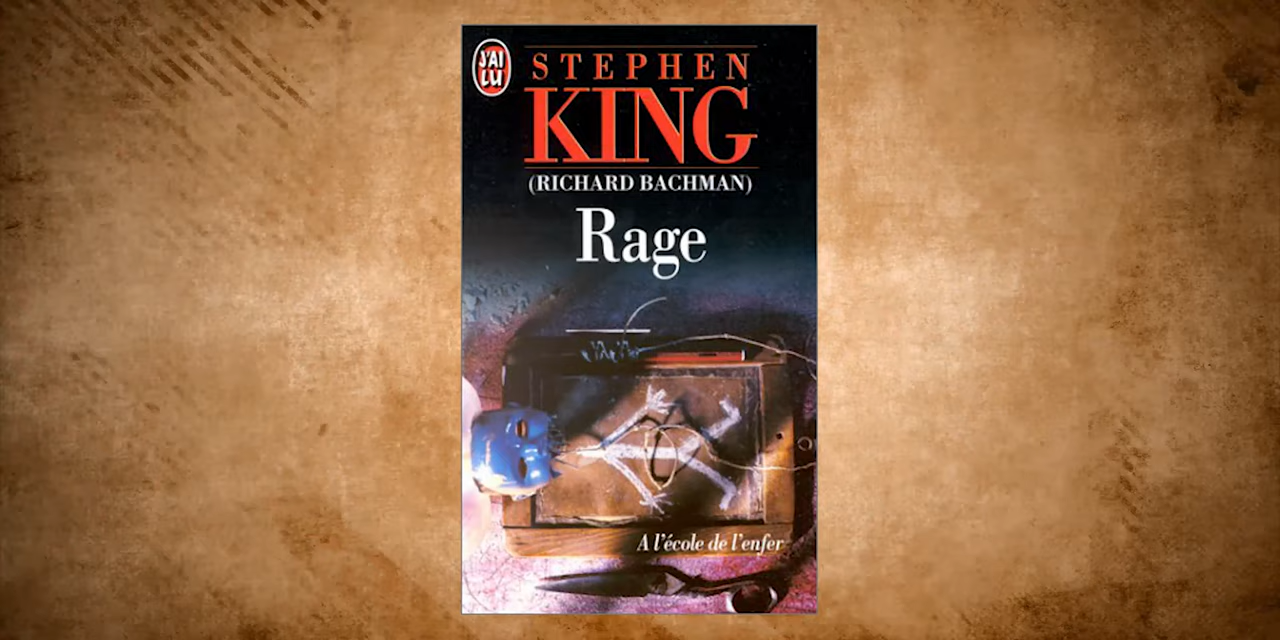 J'AI
LU
STEPHEN
KING
(RICHARD BACHMAN)
Rage
A l'école de l'enfer